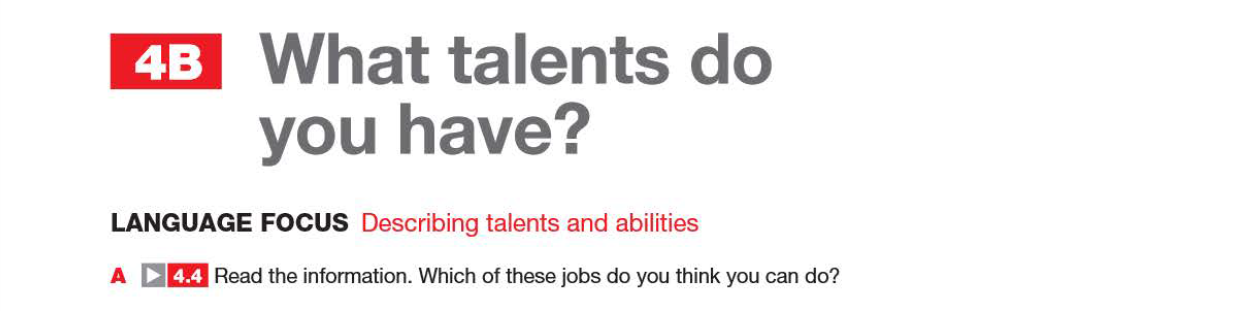 4B What talents do
you have?
LANGUAGE FOCUS Describing talents and abilities
A 4.4 Read the information. Which of these jobs do you think you can do?